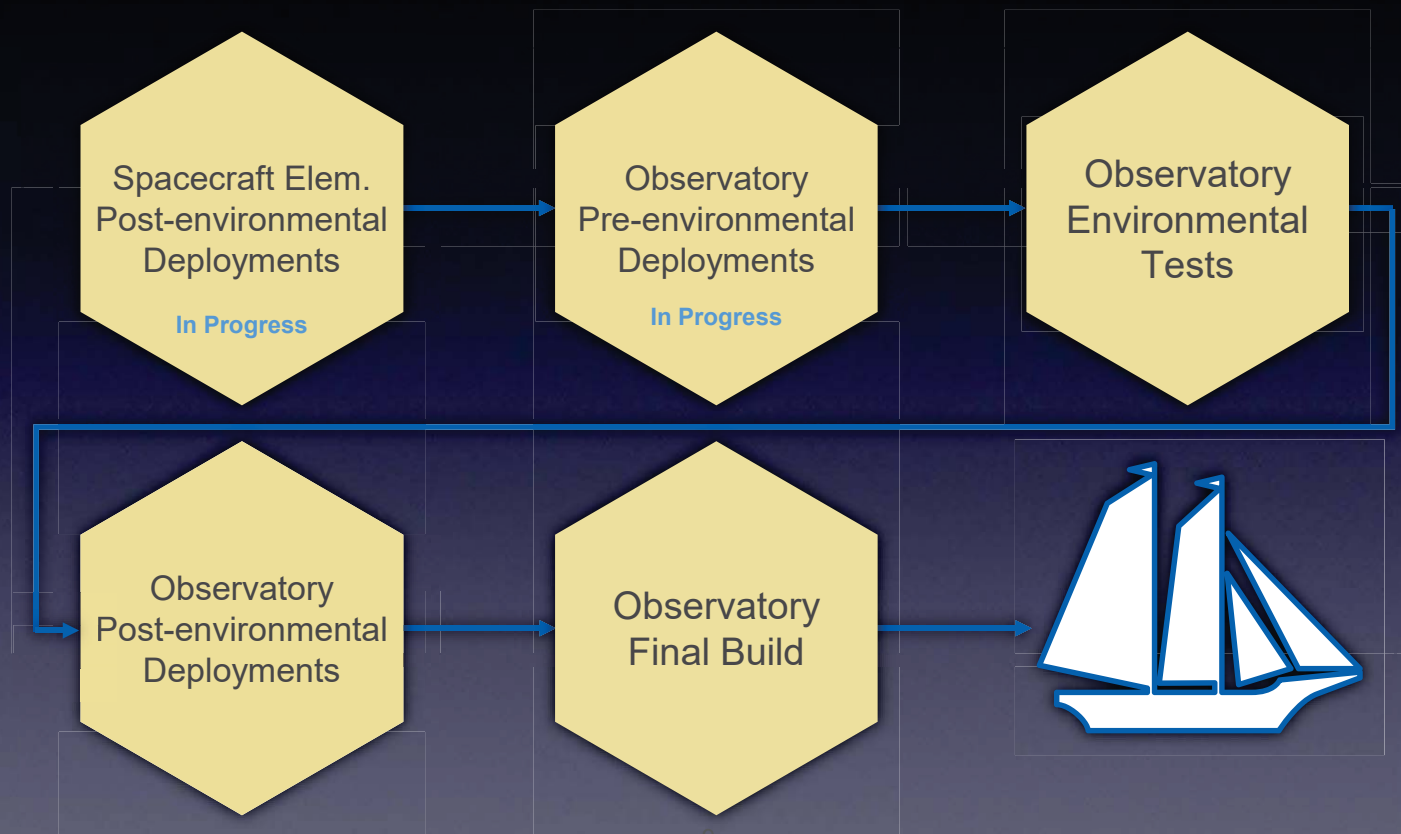 Spacecraft Elem.
Post-environmental
Deployments
In Progress
Observatory
Pre-environmental
Deployments
In Progress
Observatory
Environmental
Tests
Observatory
Post-environmental
Deployments
Observatory
Final Build